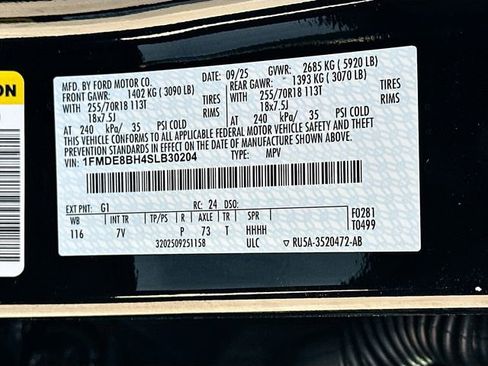 ON
MFD. BY FORD MOTOR CO. 09/25 GVWR: 2685 KG ( 5920 LB)
FRONT GAWR: 1402 KG ( 3090 LB) REAR GAWR: 1393 KG ( 3070 LB)
255/70R18 113T TIRES 255/70R18 113T TIRES
18x7.5J RIMS 18x7.5J RIMS
AT 240 kPa/ 35 PSI COLD AT 240 kPa/ 35 PSI COLD
THIS VEHICLE CONFORMS TO ALL APPLICABLE FEDERAL MOTOR VEHICLE SAFETY AND THEFT
PREVENTION STANDARDS IN EFFECT ON THE DATE OF MANUFACTURE SHOWN ABOVE.
VIN: 1FMDE8BH4SLB30204 TYPE: MPV
EXT PNT: G1 RC: 24 DSO:
WB INT TR TP/PS R AXLE TR SPR F0281
116 7V P 73 T HHHH T0499
3202509251158 ULC RU5A-3520472-AB